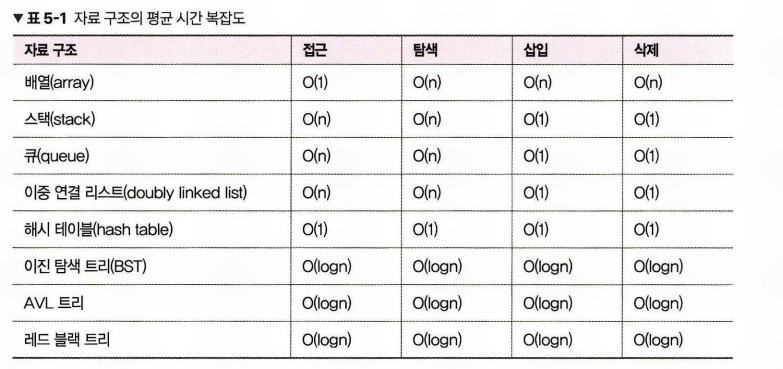 ▼ 표 5-1 자료 구조의 평균 시간 복잡도
자료 구조 접근 탐색 삽입 삭제
배열(array) O(1) O(n) O(n) O(n)
스택(stack) O(n) O(n) O(1) O(1)
큐(queue) O(n) O(n) O(1) O(1)
이중 연결 리스트(doubly linked list) O(n) O(n) O(1) O(1)
해시 테이블(hash table) O(1) O(1) O(1) O(1)
이진 탐색 트리(BST) O(logn) O(logn) O(logn) O(logn)
AVL 트리 O(logn) O(logn) O(logn) O(logn)
레드 블랙 트리 O(logn) O(logn) O(logn) O(logn)